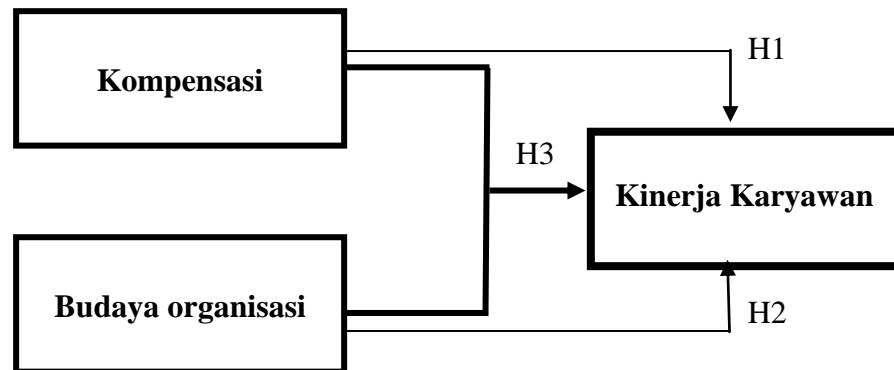 H1
Kompensasi
H3
Kinerja Karyawan
Budaya organisasi
H2